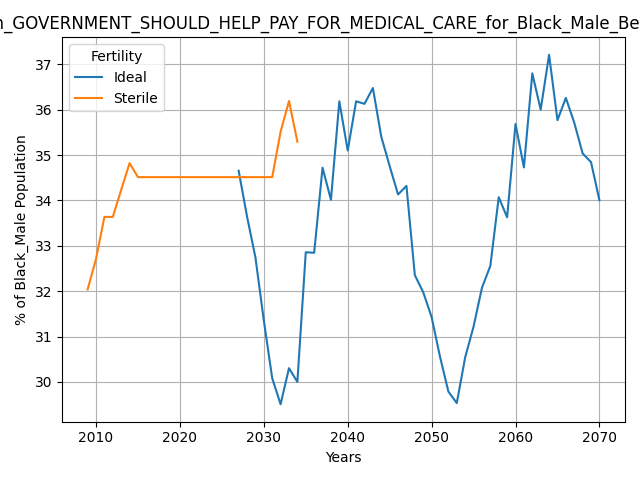 n_GOVERNMENT_SHOULD_HELP_PAY_FOR_MEDICAL_CARE_for_Black_Male_Be
Fertility
Ideal
Sterile
37
36
35
34
33
32
31
30
% of Black_Male Population
2010 2020 2030 2040 2050 2060 2070
Years